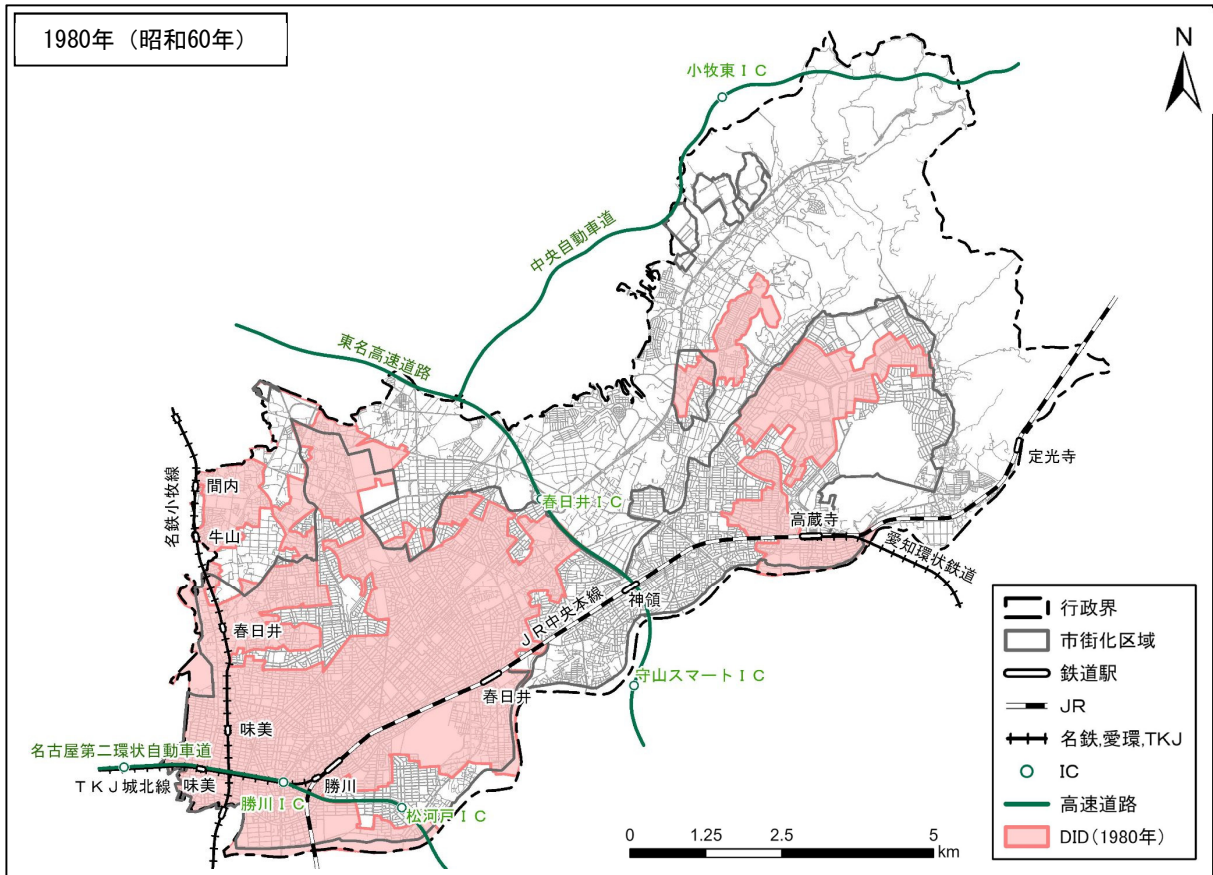 1980年（昭和60年）
N
小牧東ＩＣ
中央自動車道
東名高速道路
名鉄小牧線
間内
牛山
春日井ＩＣ
定光寺
高蔵寺
愛知環状鉄道
神領
ＪＲ中央本線
春日井
春日井
守山スマートＩＣ
味美
名古屋第二環状自動車道
ＴＫＪ城北線
味美
勝川
勝川ＩＣ
松河戸ＩＣ
行政界
市街化区域
鉄道駅
JR
名鉄,愛環,TKJ
IC
高速道路
DID（1980年）
0 1.25 2.5 5
km